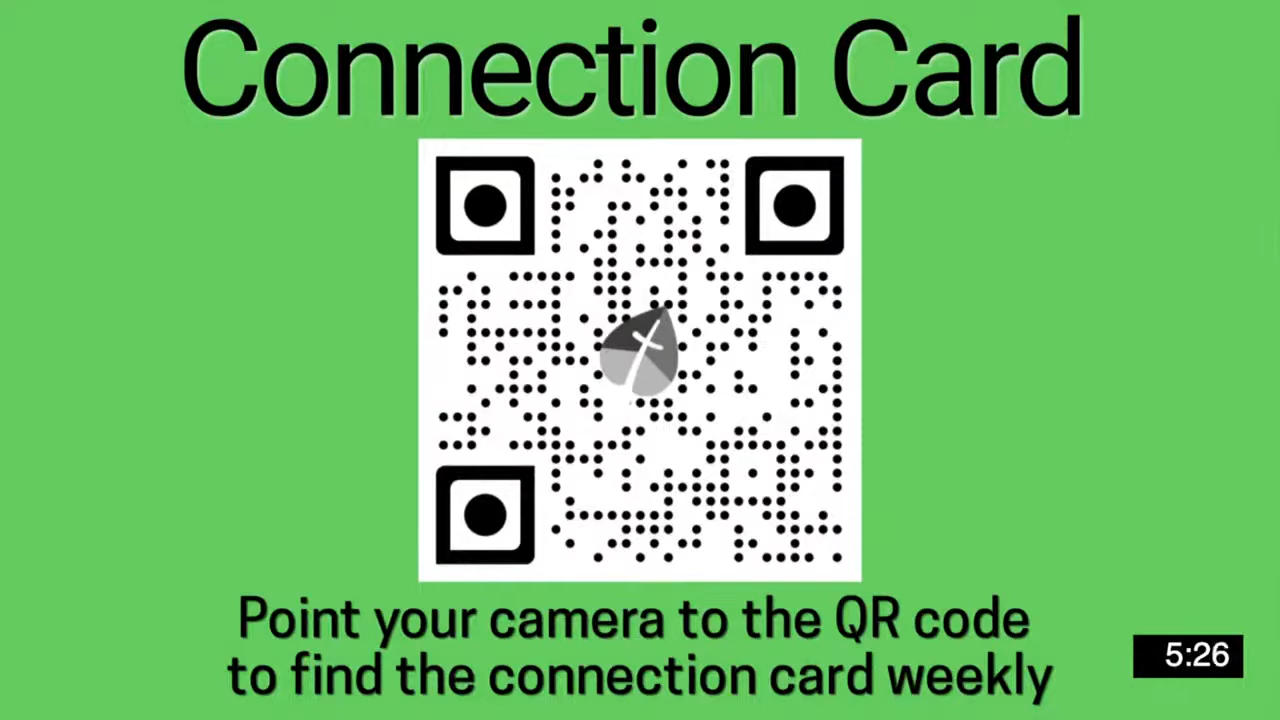 Connection Card
Point your camera to the QR code
to find the connection card weekly
5:26